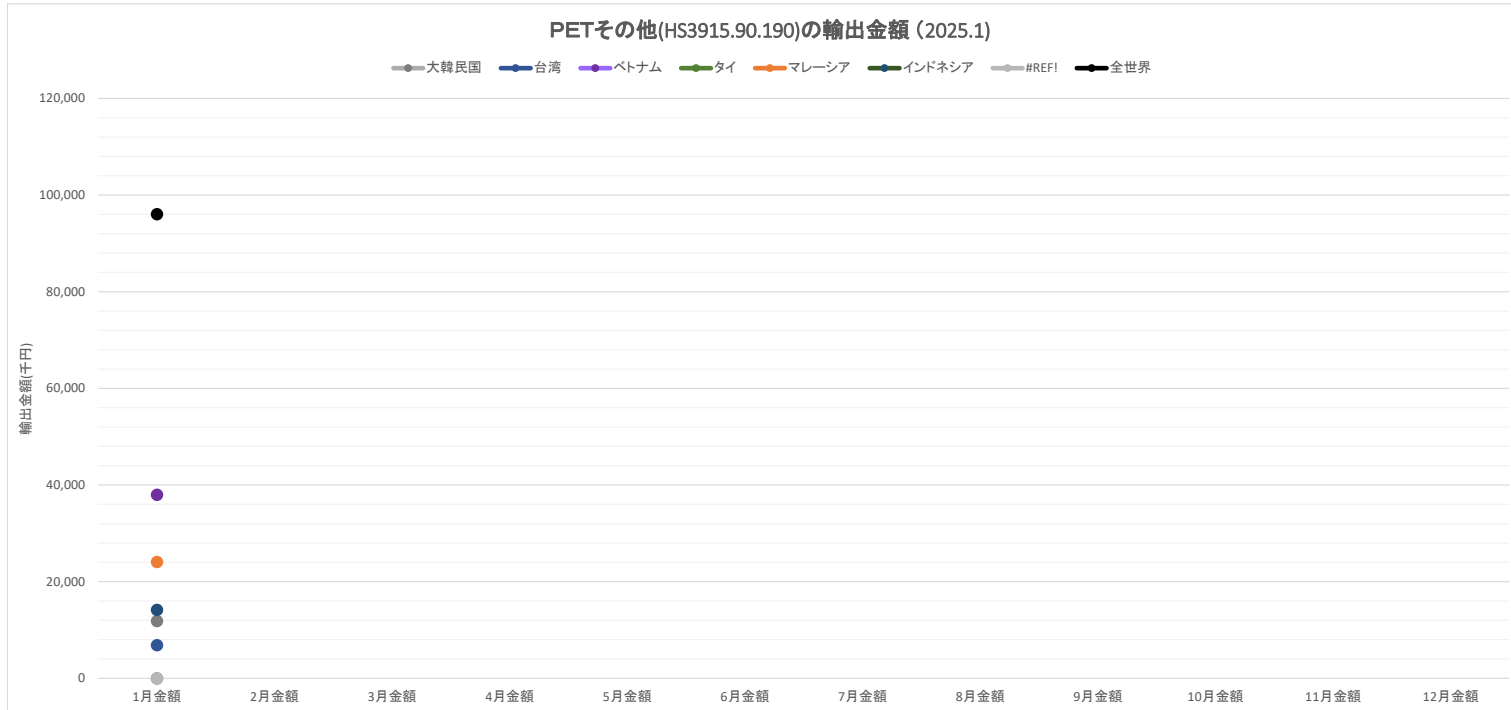 PETその他(HS3915.90.190)の輸出金額（2025.1)
大韓民国 台湾 ベトナム タイ マレーシア インドネシア #REF! 全世界
120,000
100,000
80,000
60,000
40,000
20,000
0
輸出金額(千円)
1月金額 2月金額 3月金額 4月金額 5月金額 6月金額 7月金額 8月金額 9月金額 10月金額 11月金額 12月金額